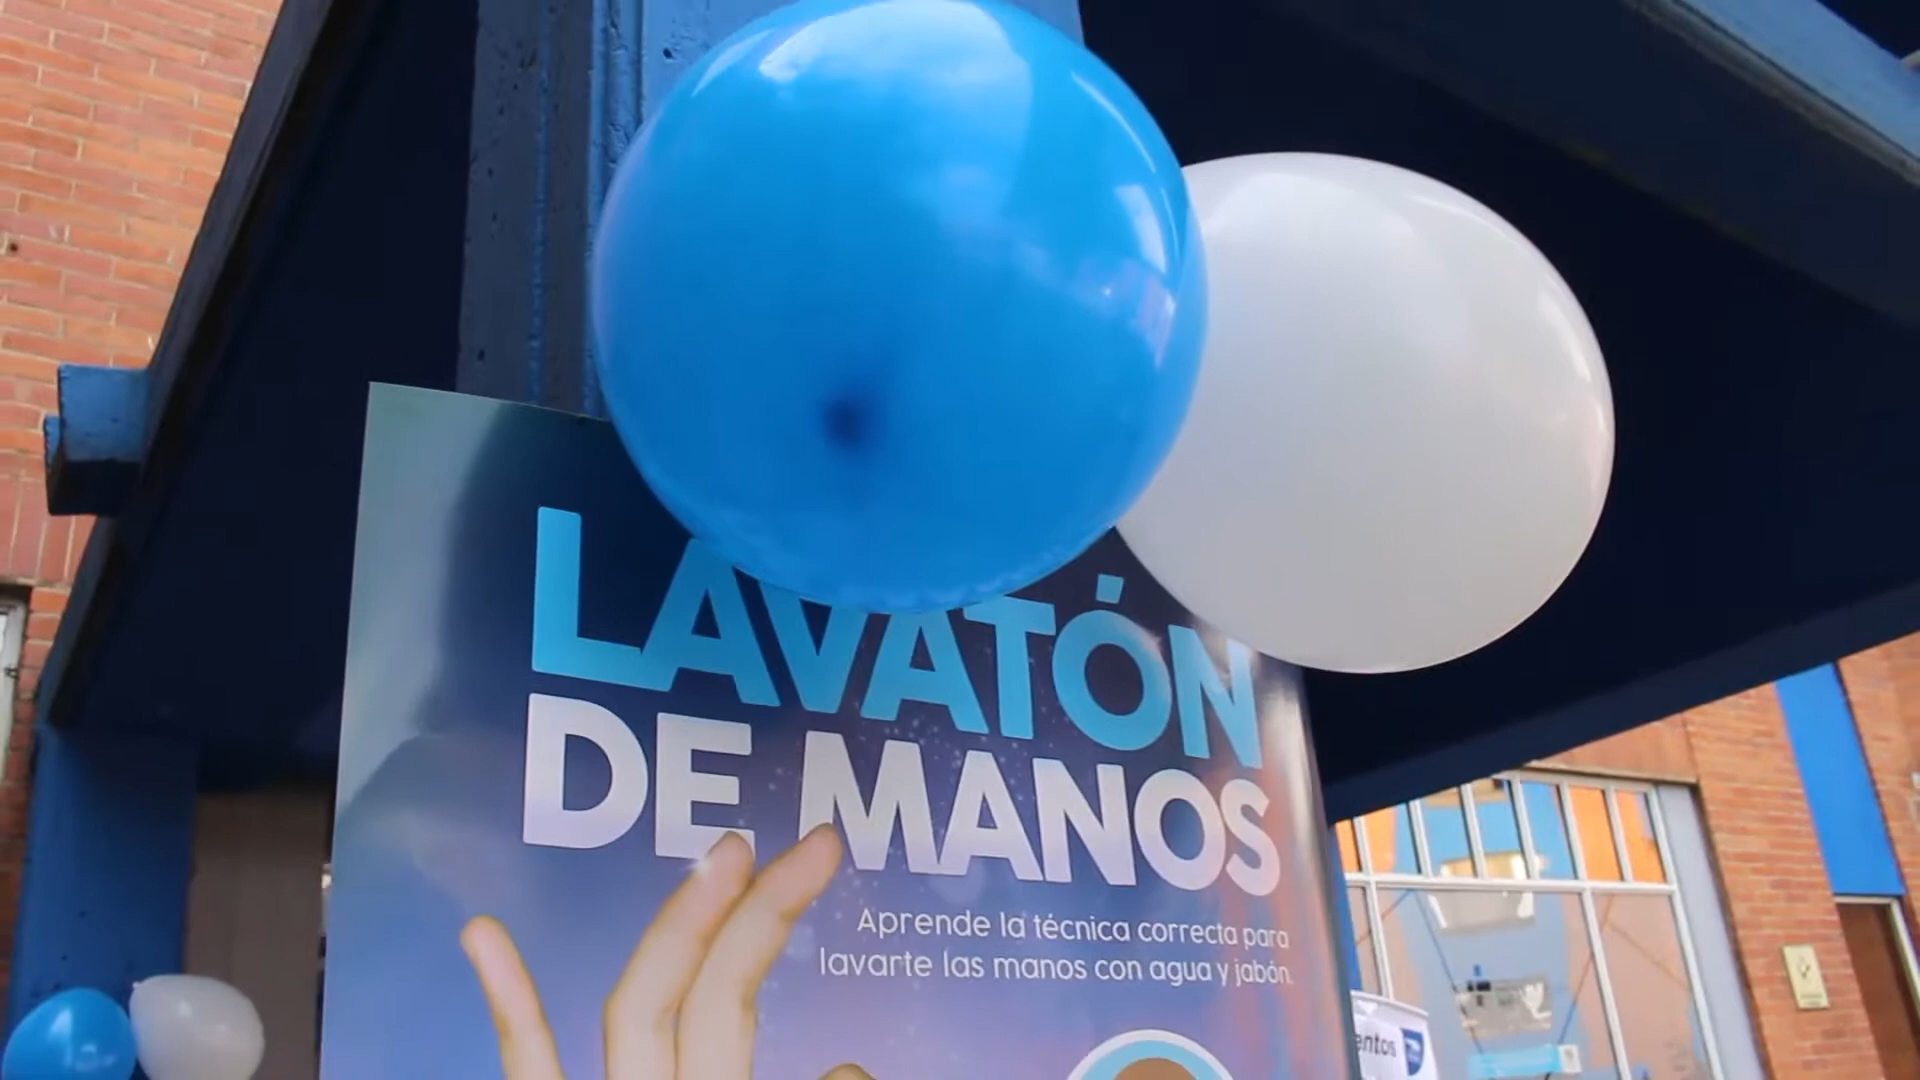 LAVATÓN
DE MANOS
Aprende la técnica correcta para
lavarte las manos con agua y jabón.